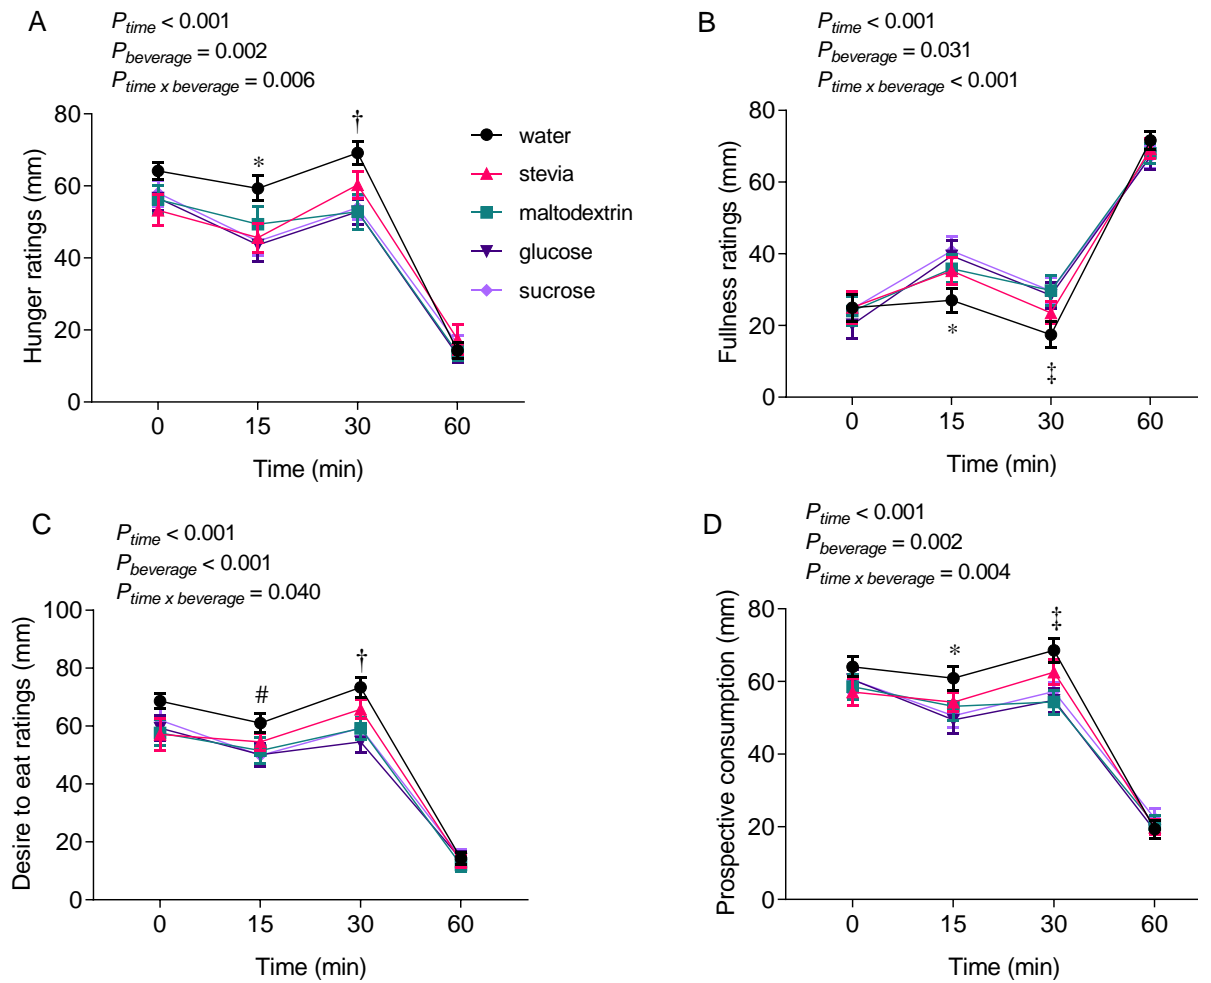 A
P_time < 0.001
P_beverage = 0.002
P_time x beverage = 0.006
80
60
40
20
0
Hunger ratings (mm)
*
†
0 15 30 60
Time (min)
water
stevia
maltodextrin
glucose
sucrose
B
P_time < 0.001
P_beverage = 0.031
P_time x beverage < 0.001
80
60
40
20
0
Fullness ratings (mm)
*
‡
0 15 30 60
Time (min)
C
P_time < 0.001
P_beverage < 0.001
P_time x beverage = 0.040
100
80
60
40
20
0
Desire to eat ratings (mm)
#
†
0 15 30 60
Time (min)
D
P_time < 0.001
P_beverage = 0.002
P_time x beverage = 0.004
80
60
40
20
0
Prospective consumption (mm)
*
‡
0 15 30 60
Time (min)